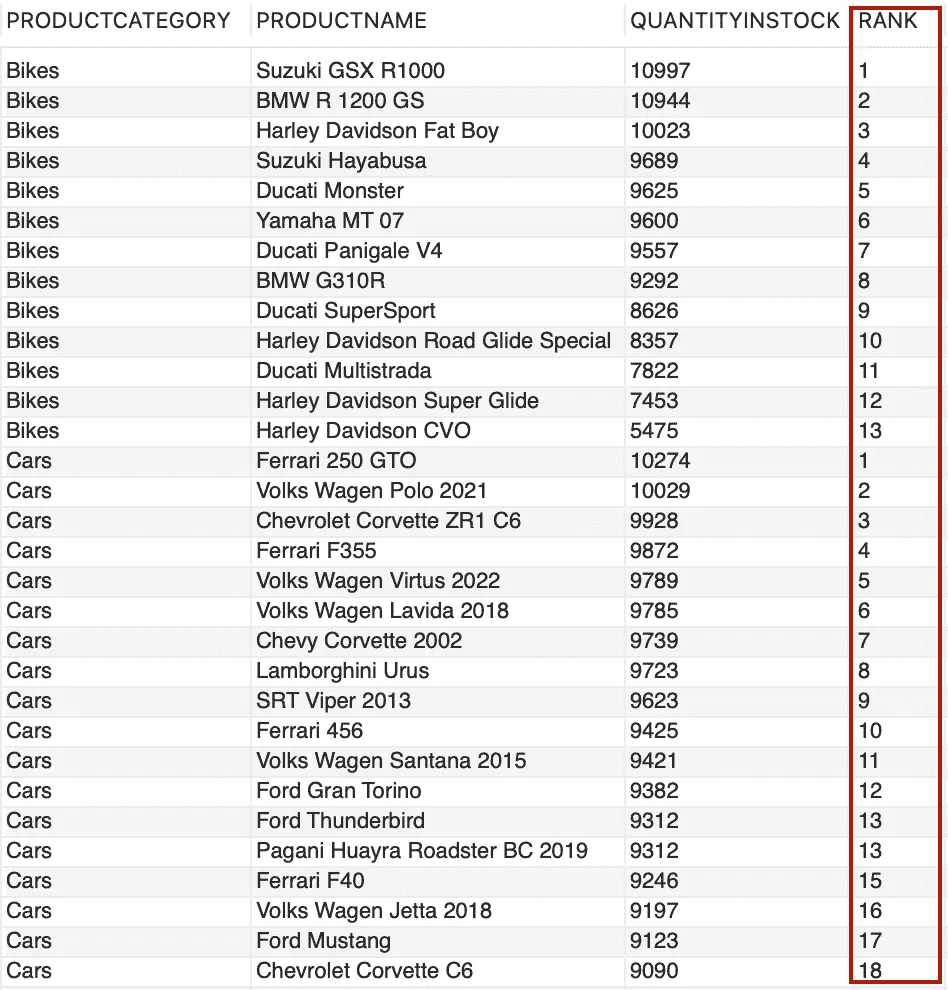 PRODUCTCATEGORY PRODUCTNAME QUANTITYINSTOCK RANK
Bikes Suzuki GSX R1000 10997 1
Bikes BMW R 1200 GS 10944 2
Bikes Harley Davidson Fat Boy 10023 3
Bikes Suzuki Hayabusa 9689 4
Bikes Ducati Monster 9625 5
Bikes Yamaha MT 07 9600 6
Bikes Ducati Panigale V4 9557 7
Bikes BMW G310R 9292 8
Bikes Ducati SuperSport 8626 9
Bikes Harley Davidson Road Glide Special 8357 10
Bikes Ducati Multistrada 7822 11
Bikes Harley Davidson Super Glide 7453 12
Bikes Harley Davidson CVO 5475 13
Cars Ferrari 250 GTO 10274 1
Cars Volks Wagen Polo 2021 10029 2
Cars Chevrolet Corvette ZR1 C6 9928 3
Cars Ferrari F355 9872 4
Cars Volks Wagen Virtus 2022 9789 5
Cars Volks Wagen Lavida 2018 9785 6
Cars Chevy Corvette 2002 9739 7
Cars Lamborghini Urus 9723 8
Cars SRT Viper 2013 9623 9
Cars Ferrari 456 9425 10
Cars Volks Wagen Santana 2015 9421 11
Cars Ford Gran Torino 9382 12
Cars Ford Thunderbird 9312 13
Cars Pagani Huayra Roadster BC 2019 9312 13
Cars Ferrari F40 9246 15
Cars Volks Wagen Jetta 2018 9197 16
Cars Ford Mustang 9123 17
Cars Chevrolet Corvette C6 9090 18